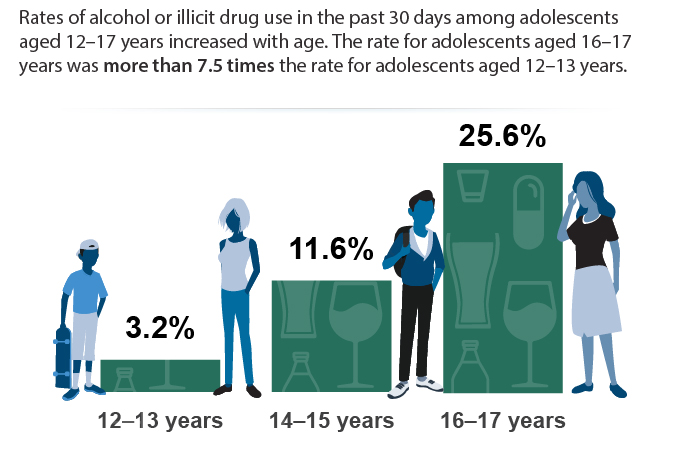 Rates of alcohol or illicit drug use in the past 30 days among adolescents
aged 12–17 years increased with age. The rate for adolescents aged 16–17
years was more than 7.5 times the rate for adolescents aged 12–13 years.
25.6%
11.6%
3.2%
12–13 years
14–15 years
16–17 years